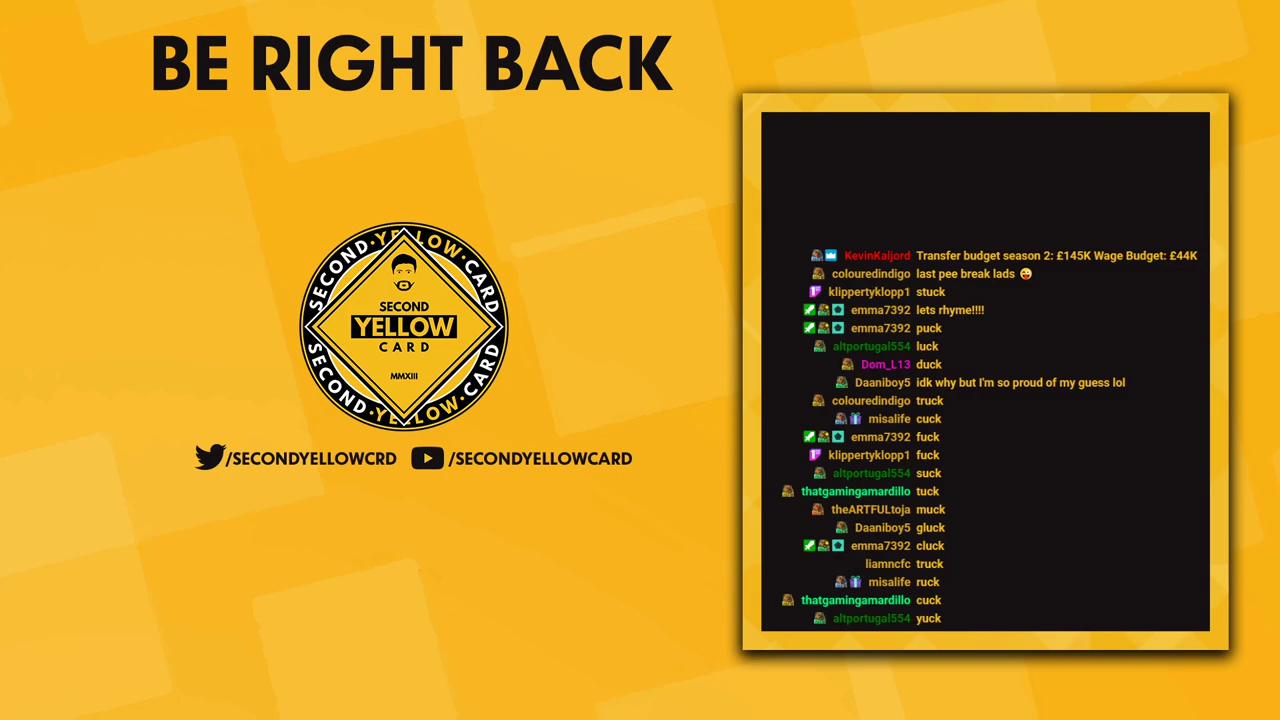 BE RIGHT BACK
SECOND·YELLOW·CARD
SECOND
YELLOW
CARD
MMXIII
SECOND·YELLOW·CARD
/SECONDYELLOWCRD /SECONDYELLOWCARD
KevinKaljord Transfer budget season 2: £145K Wage Budget: £44K
colouredindigo last pee break lads 😜
klippertyklopp1 stuck
emma7392 lets rhyme!!!!
emma7392 puck
altportugal554 luck
Dom_L13 duck
Daaniboy5 idk why but I'm so proud of my guess lol
colouredindigo truck
misalife cuck
emma7392 fuck
klippertyklopp1 fuck
altportugal554 suck
thatgamingamardillo tuck
theARTFULtoja muck
Daaniboy5 gluck
emma7392 cluck
liamncfc truck
misalife ruck
thatgamingamardillo cuck
altportugal554 yuck